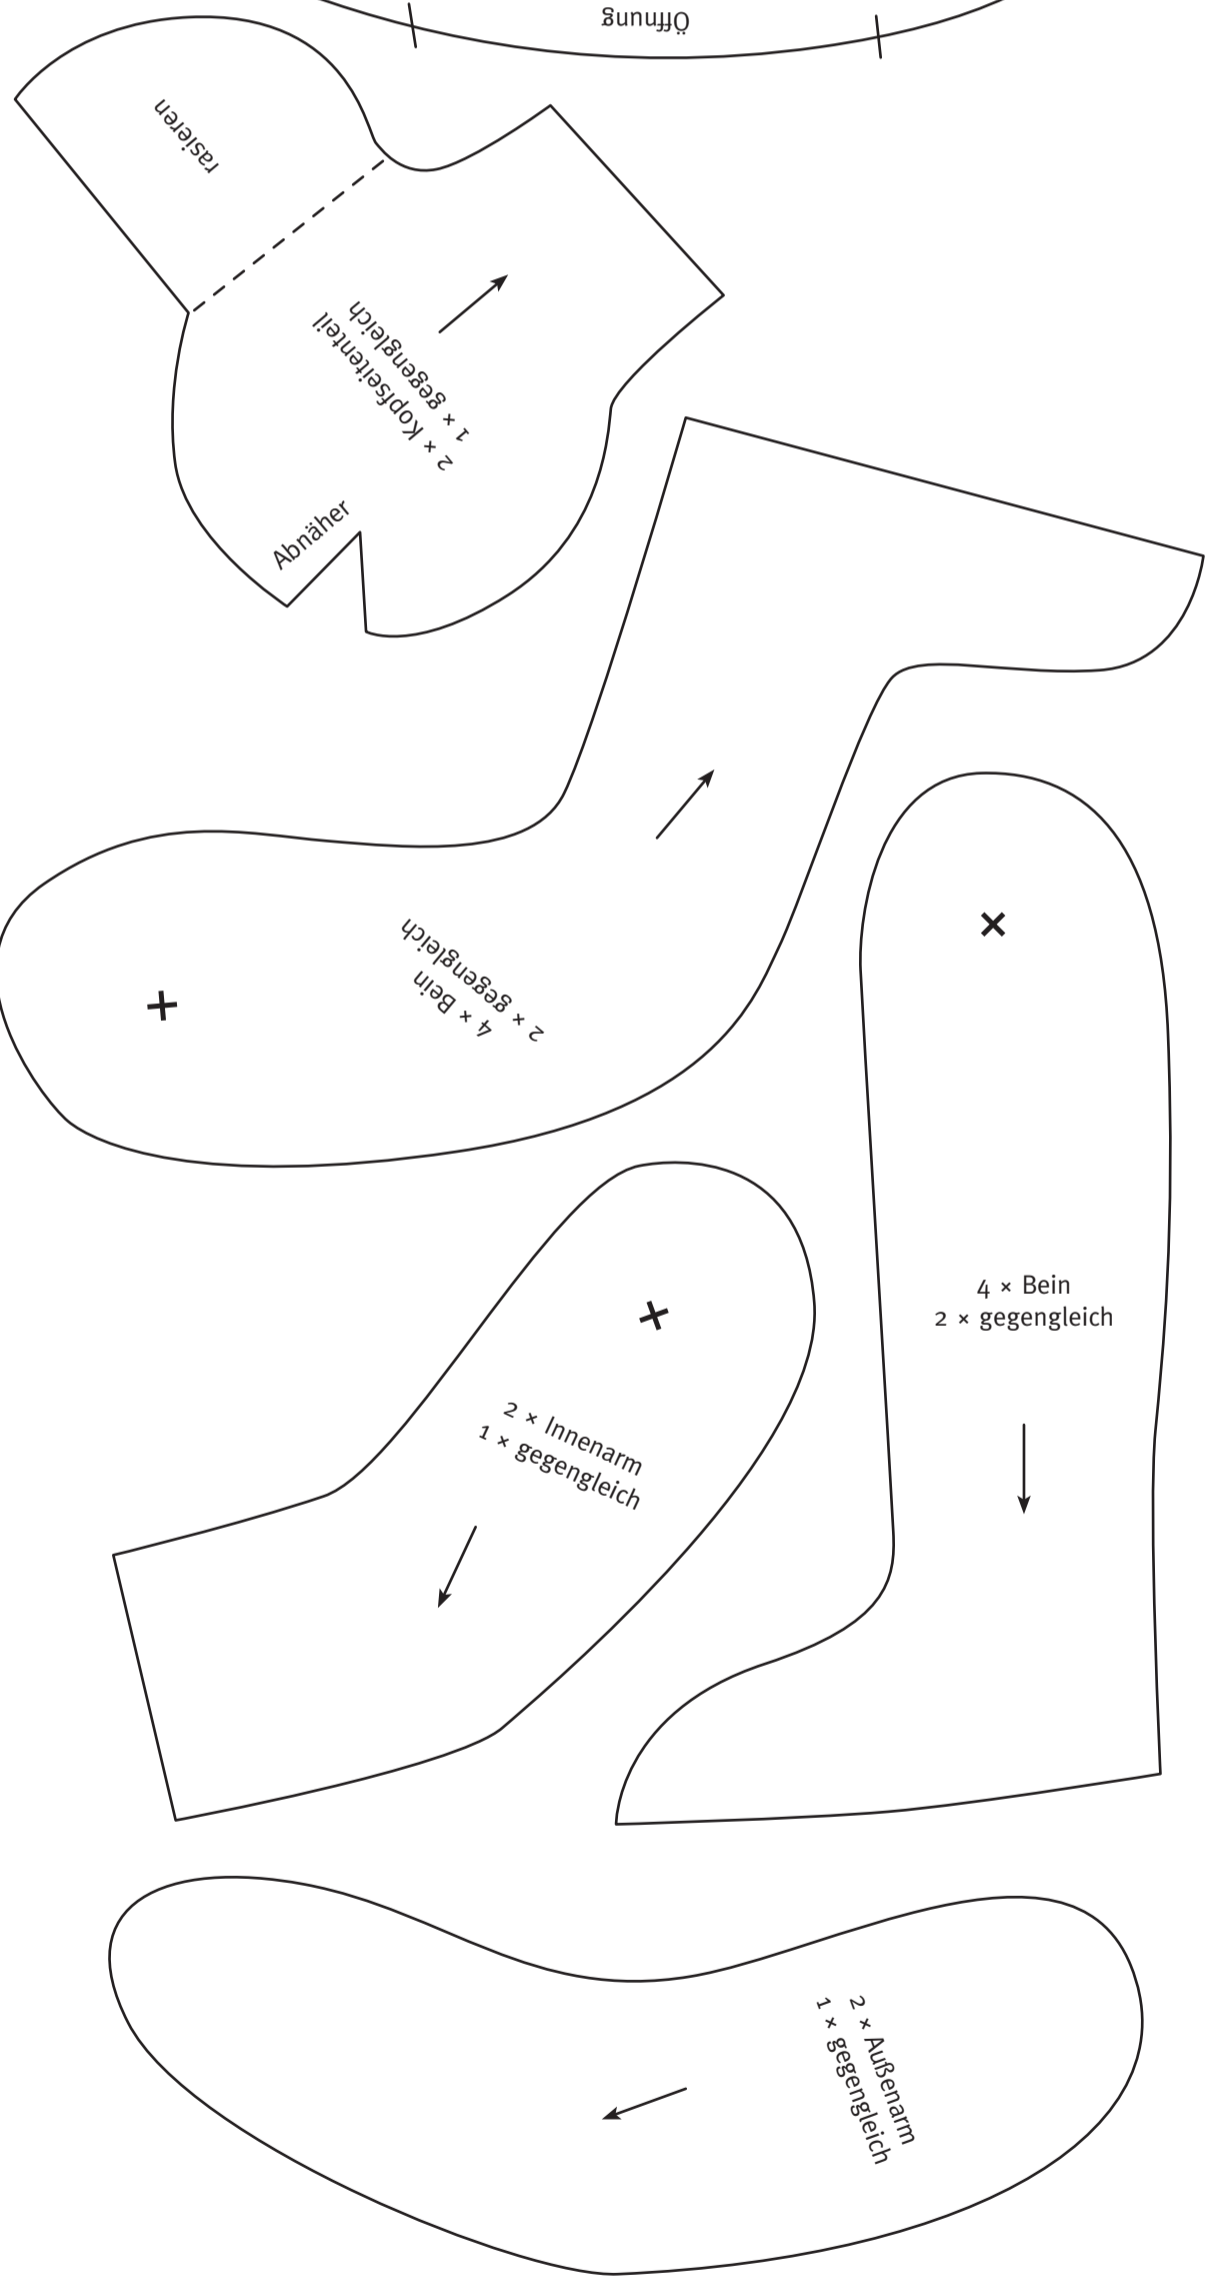 Öffnung
rasieren
2 × Kopfseitenteil
1 × gegengleich
Abnäher
4 × Bein
2 × gegengleich
4 × Bein
2 × gegengleich
2 × Innenarm
1 × gegengleich
2 × Außenarm
1 × gegengleich